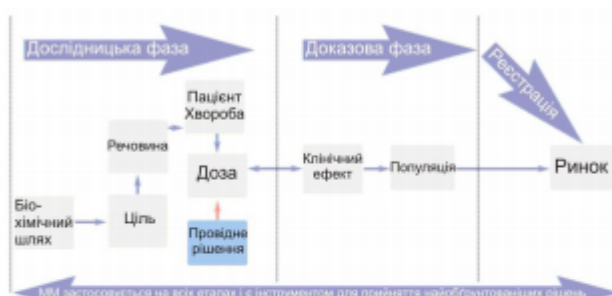 Дослідницька фаза
Доказова фаза
Реєстрація
Пацієнт
Хвороба
Речовина
Доза
Клінічний
ефект
Популяція
Ринок
Біо-
хімічний
шлях
Ціль
Провідне
рішення
ММ застосовується на всіх етапах і є інструментом для прийняття найобґрунтованіших рішень